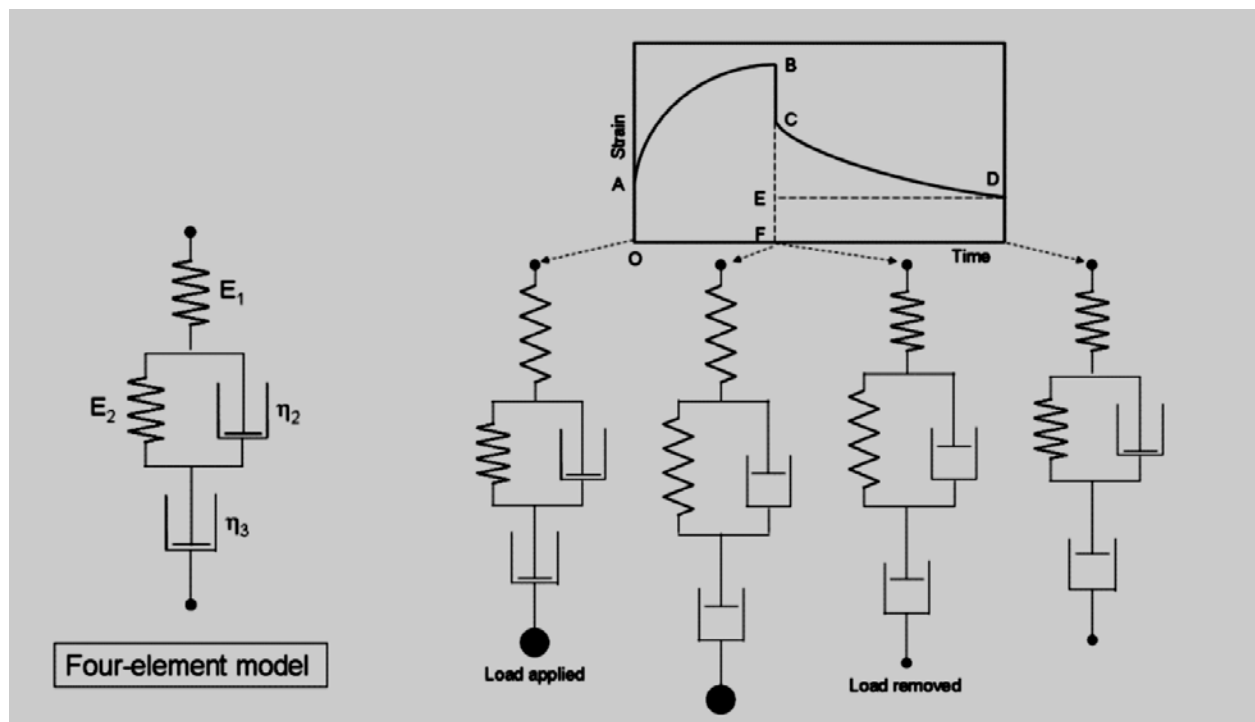 E₁
E₂
η₂
η₃
Four-element model
Strain
A
B
C
D
E
F
O
Time
Load applied
Load removed